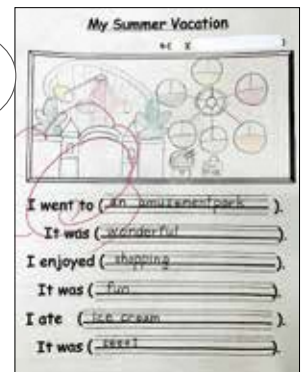 My Summer Vacation
I went to ( an amusementpark ).
It was ( wonderful ).
I enjoyed ( shopping ).
It was ( fun ).
I ate ( ice cream ).
It was ( sweet ).